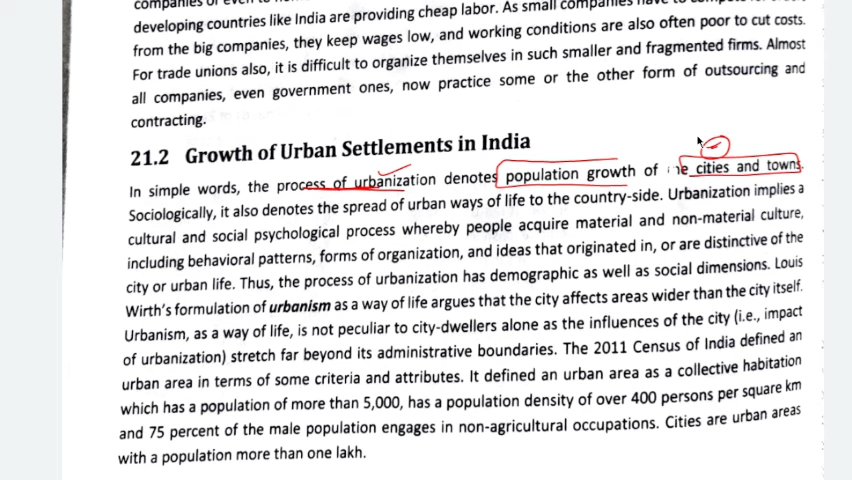 companies
developing countries like India are providing cheap labor. As small companies have to
from the big companies, they keep wages low, and working conditions are also often poor to cut costs.
For trade unions also, it is difficult to organize themselves in such smaller and fragmented firms. Almost
all companies, even government ones, now practice some or the other form of outsourcing and
contracting.
21.2 Growth of Urban Settlements in India
In simple words, the process of urbanization denotes population growth of cities and towns.
Sociologically, it also denotes the spread of urban ways of life to the country-side. Urbanization implies a
cultural and social psychological process whereby people acquire material and non-material culture,
including behavioral patterns, forms of organization, and ideas that originated in, or are distinctive of the
city or urban life. Thus, the process of urbanization has demographic as well as social dimensions. Louis
Wirth's formulation of urbanism as a way of life argues that the city affects areas wider than the city itself.
Urbanism, as a way of life, is not peculiar to city-dwellers alone as the influences of the city (i.e., impact
of urbanization) stretch far beyond its administrative boundaries. The 2011 Census of India defined an
urban area in terms of some criteria and attributes. It defined an urban area as a collective habitation
which has a population of more than 5,000, has a population density of over 400 persons per square km
and 75 percent of the male population engages in non-agricultural occupations. Cities are urban areas
with a population more than one lakh.